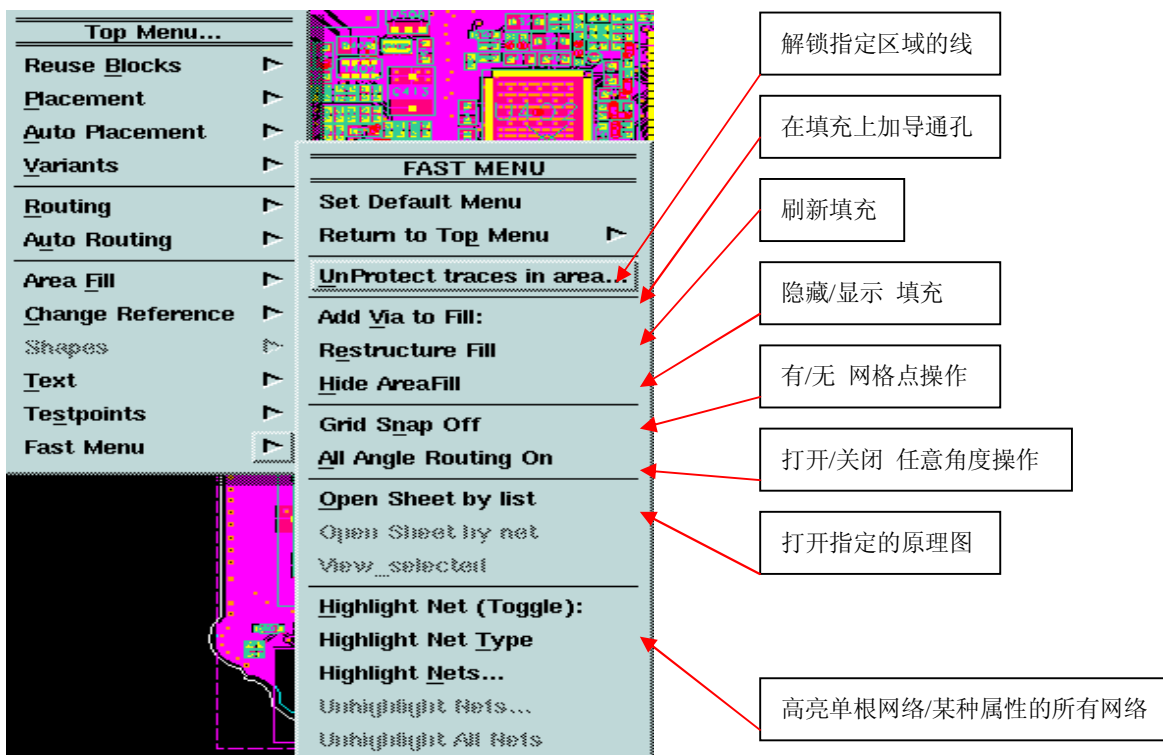 Top Menu...
Reuse Blocks
Placement
Auto Placement
Variants
Routing
Auto Routing
Area Fill
Change Reference
Shapes
Text
Testpoints
Fast Menu
C413
FAST MENU
Set Default Menu
Return to Top Menu
UnProtect traces in area...
Add Via to Fill:
Restructure Fill
Hide AreaFill
Grid Snap Off
All Angle Routing On
Open Sheet by list
Open Sheet by net
View_selected
Highlight Net (Toggle):
Highlight Net Type
Highlight Nets...
Unhighlight Nets...
Unhighlight All Nets
解锁指定区域的线
在填充上加导通孔
刷新填充
隐藏/显示 填充
有/无 网格点操作
打开/关闭 任意角度操作
打开指定的原理图
高亮单根网络/某种属性的所有网络